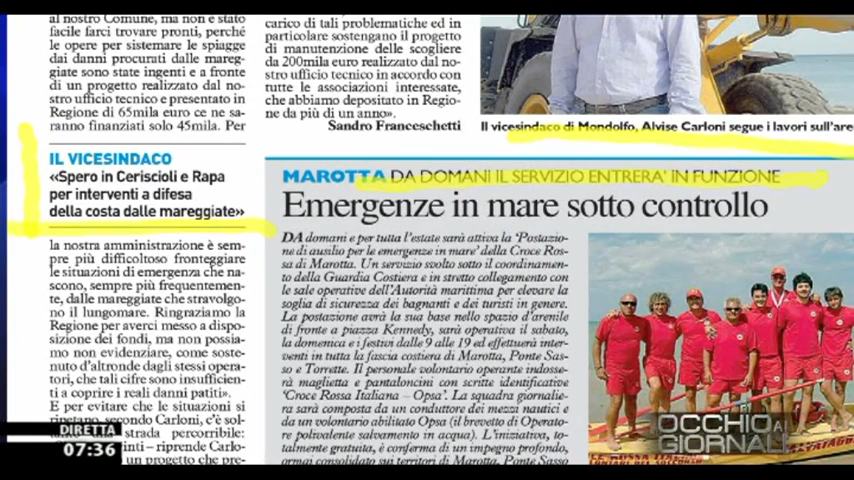 al nostro Comune, ma non è stato
facile farci trovare pronti, perché
le opere per sistemare le spiagge
dai danni procurati dalle mareg-
giate sono state ingenti e a fronte
di un progetto realizzato dal no-
stro ufficio tecnico e presentato in
Regione di 65mila euro ce ne sa-
ranno finanziati solo 45mila. Per
IL VICESINDACO
«Spero in Ceriscioli e Rapa
per interventi a difesa
della costa dalle mareggiate»
la nostra amministrazione è sem-
pre più difficoltoso fronteggiare
le situazioni di emergenza che na-
scono, sempre più frequentemen-
te, dalle mareggiate che stravolgo-
no il lungomare. Ringraziamo la
Regione per averci messo a dispo-
sizione dei fondi, ma non possia-
mo non evidenziare, come soste-
nuto d'altronde dagli stessi opera-
tori, che tali cifre sono insufficien-
ti a coprire i reali danni patiti».
E per evitare che le situazioni si
ripetano, secondo Carloni, c'è sol-
strada percorribile:
inti – riprende Carlo-
un progetto che pre-
carico di tali problematiche ed in
particolare sostengano il progetto
di manutenzione delle scogliere
da 200mila euro realizzato dal no-
stro ufficio tecnico in accordo con
tutte le associazioni interessate,
che abbiamo depositato in Regio-
ne da più di un anno».
Sandro Franceschetti
Il vicesindaco di Mondolfo, Alvise Carloni segue i lavori sull'are
MAROTTA DA DOMANI IL SERVIZIO ENTRERA' IN FUNZIONE
Emergenze in mare sotto controllo
DA domani e per tutta l'estate sarà attiva la 'Postazio-
ne di ausilio per le emergenze in mare' della Croce Ros-
sa di Marotta. Un servizio svolto sotto il coordinamen-
to della Guardia Costiera e in stretto collegamento con
le sale operative dell'Autorità marittima per elevare la
soglia di sicurezza dei bagnanti e dei turisti in genere.
La postazione avrà la sua base nello spazio d'arenile
di fronte a piazza Kennedy, sarà operativa il sabato,
la domenica e i festivi dalle 9 alle 19 ed effettuerà inter-
venti in tutta la fascia costiera di Marotta, Ponte Sas-
so e Torrette. Il personale volontario operante indosse-
rà maglietta e pantaloncini con scritte identificative
'Croce Rossa Italiana – Opsa'. La squadra giornalie-
ra sarà composta da un conduttore dei mezzi nautici e
da un volontario abilitato Opsa (il brevetto di Operato-
re polivalente salvamento in acqua). L'iniziativa, to-
talmente gratuita, è conferma di un impegno profondo,
ormai consolidato sui territori di Marotta, Ponte Sasso
DIRETTA
07:36
OCCHIO AI
GIORNALI